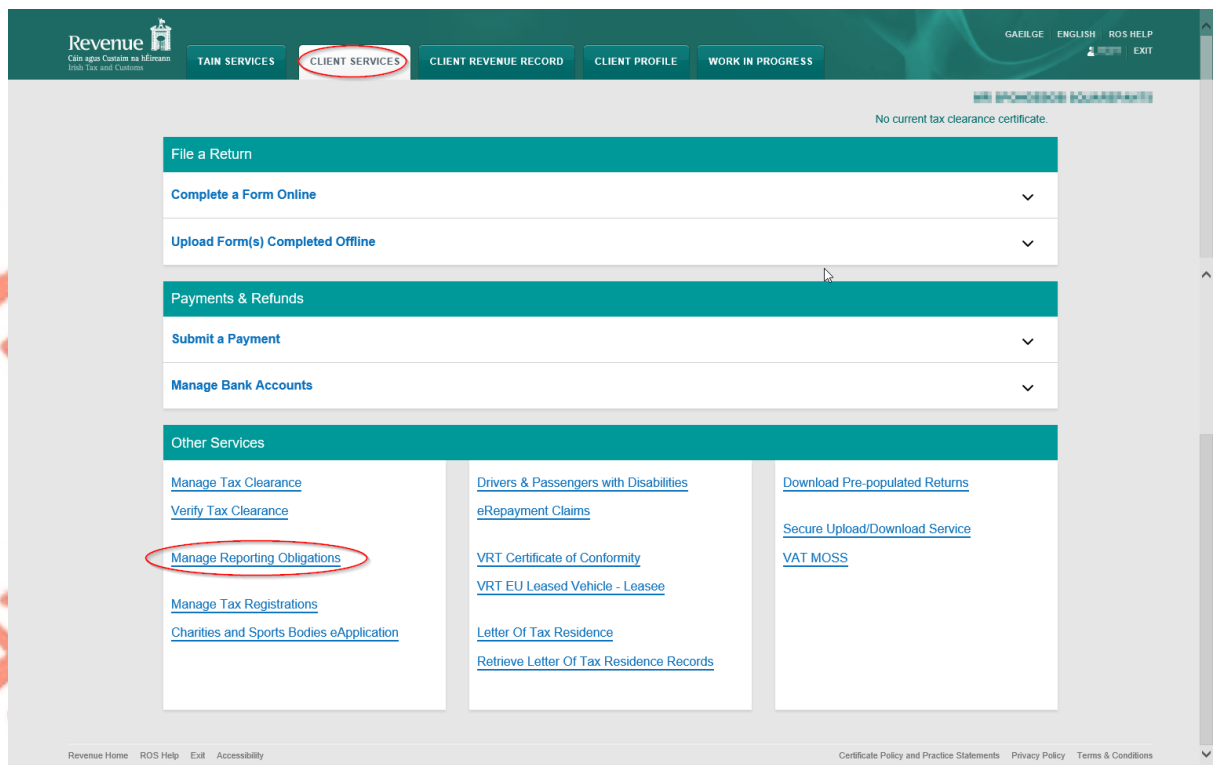 GAEILGE ENGLISH ROS HELP
Revenue
Cáin agus Custaim na hÉireann
Irish Tax and Customs
EXIT
TAIN SERVICES CLIENT SERVICES CLIENT REVENUE RECORD CLIENT PROFILE WORK IN PROGRESS
No current tax clearance certificate.
File a Return
Complete a Form Online
Upload Form(s) Completed Offline
Payments & Refunds
Submit a Payment
Manage Bank Accounts
Other Services
Manage Tax Clearance
Verify Tax Clearance
Manage Reporting Obligations
Manage Tax Registrations
Charities and Sports Bodies eApplication
Drivers & Passengers with Disabilities
eRepayment Claims
VRT Certificate of Conformity
VRT EU Leased Vehicle - Leasee
Letter Of Tax Residence
Retrieve Letter Of Tax Residence Records
Download Pre-populated Returns
Secure Upload/Download Service
VAT MOSS
Revenue Home ROS Help Exit Accessibility Certificate Policy and Practice Statements Privacy Policy Terms & Conditions